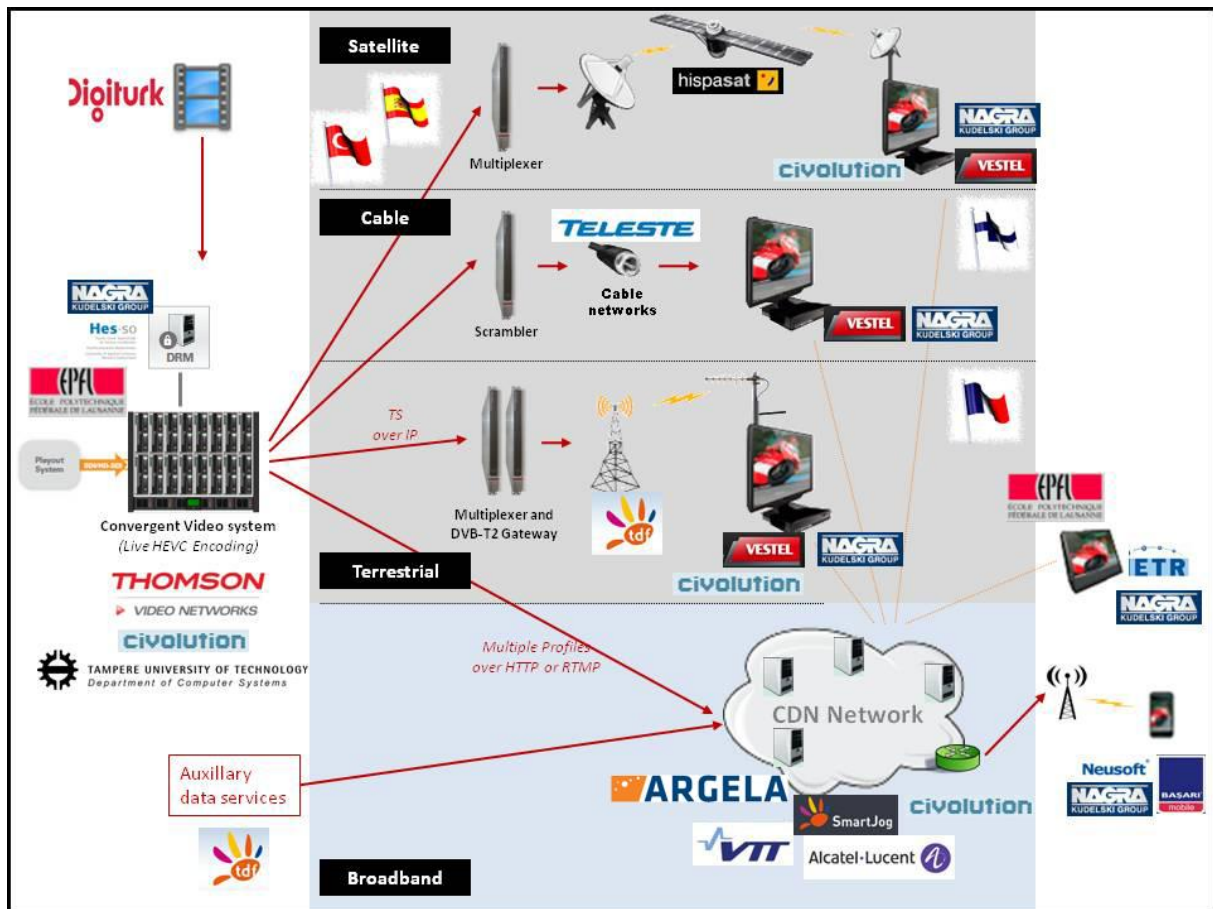 Digiturk
NAGRA
KUDELSKI GROUP
Hes·so
DRM
EPFL
ÉCOLE POLYTECHNIQUE
FÉDÉRALE DE LAUSANNE
Playout
System
Convergent Video system
(Live HEVC Encoding)
THOMSON
VIDEO NETWORKS
civolution
TAMPERE UNIVERSITY OF TECHNOLOGY
Department of Computer Systems
Auxillary
data services
tdf
Satellite
Multiplexer
hispasat
civolution
NAGRA
KUDELSKI GROUP
VESTEL
Cable
Scrambler
TELESTE
Cable
networks
VESTEL
NAGRA
KUDELSKI GROUP
TS
over IP
Multiplexer and
DVB-T2 Gateway
tdf
VESTEL
NAGRA
KUDELSKI GROUP
civolution
Terrestrial
Multiple Profiles
over HTTP or RTMP
CDN Network
ARGELA
SmartJog
civolution
VTT
Alcatel·Lucent
Broadband
EPFL
ÉCOLE POLYTECHNIQUE
FÉDÉRALE DE LAUSANNE
ETR
NAGRA
KUDELSKI GROUP
Neusoft®
NAGRA
KUDELSKI GROUP
BAŞARI
mobile